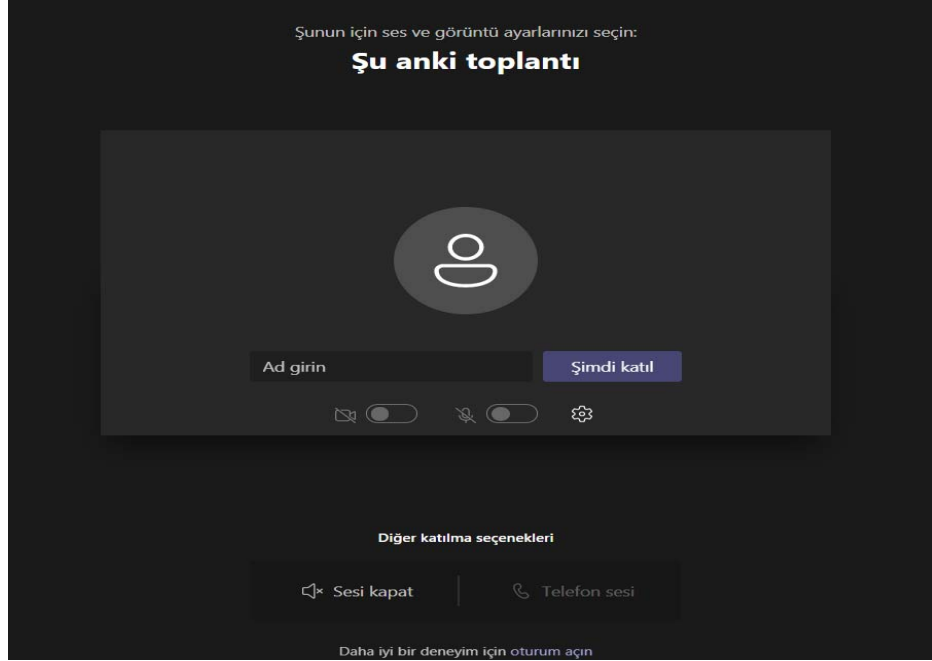 Şunun için ses ve görüntü ayarlarınızı seçin:
Şu anki toplantı
Ad girin
Şimdi katıl
Diğer katılma seçenekleri
Sesi kapat
Telefon sesi
Daha iyi bir deneyim için oturum açın